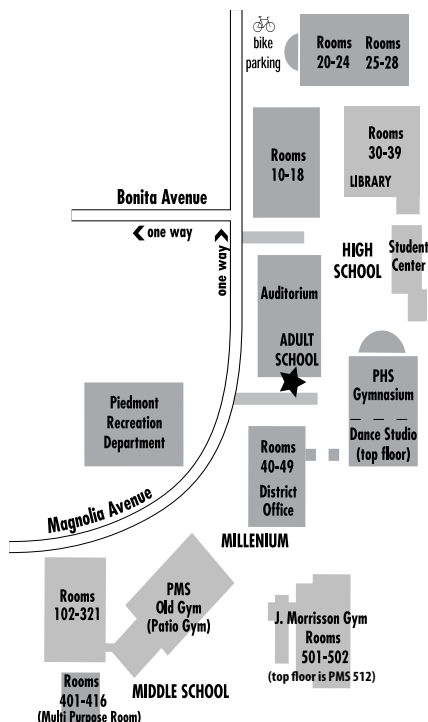 bike
parking
Rooms Rooms
20-24 25-28
Rooms
10-18
Rooms
30-39
LIBRARY
Bonita Avenue
one way
one way
HIGH
SCHOOL
Student
Center
Auditorium
ADULT
SCHOOL
PHS
Gymnasium
Dance Studio
(top floor)
Piedmont
Recreation
Department
Rooms
40-49
District
Office
Magnolia Avenue
MILLENIUM
Rooms
102-321
PMS
Old Gym
(Patio Gym)
J. Morrisson Gym
Rooms
501-502
(top floor is PMS 512)
Rooms
401-416
(Multi Purpose Room)
MIDDLE SCHOOL